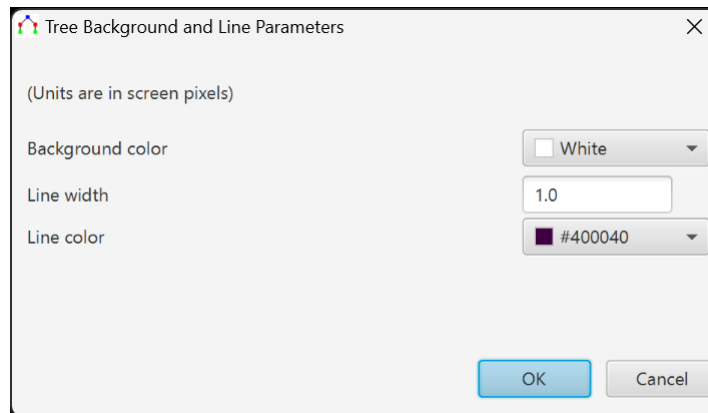 Tree Background and Line Parameters
(Units are in screen pixels)
Background color White
Line width 1.0
Line color #400040
OK Cancel